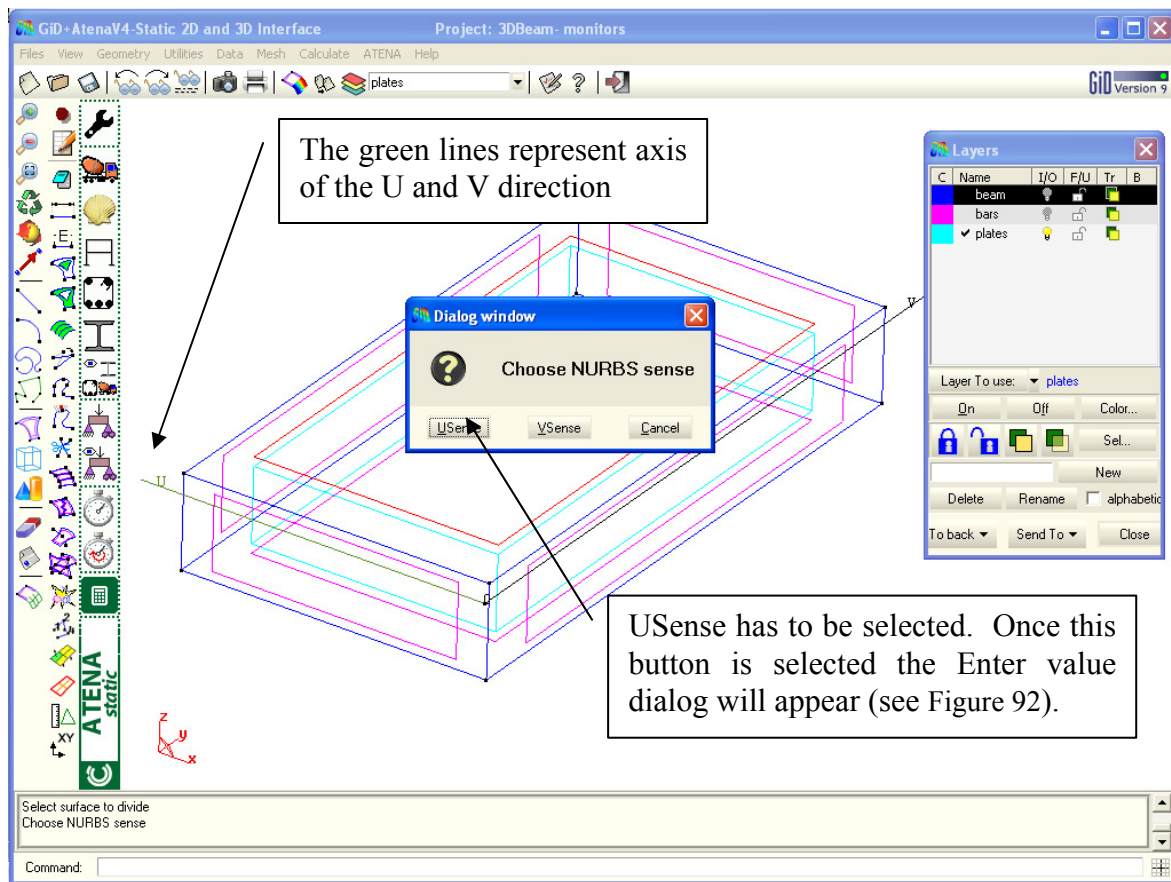 GiD+AtenaV4-Static 2D and 3D Interface Project: 3DBeam- monitors
Files View Geometry Utilities Data Mesh Calculate ATENA Help
plates
GiD Version 9
The green lines represent axis
of the U and V direction
Layers
C Name I/O F/U Tr B
beam
bars
plates
V
Dialog window
Choose NURBS sense
USense VSense Cancel
Layer To use: plates
On Off Color...
Sel...
New
Delete Rename alphabetic
To back Send To Close
U
USense has to be selected. Once this
button is selected the Enter value
dialog will appear (see Figure 92).
E
XY
ATENA
static
z
y
x
Select surface to divide
Choose NURBS sense
Command: